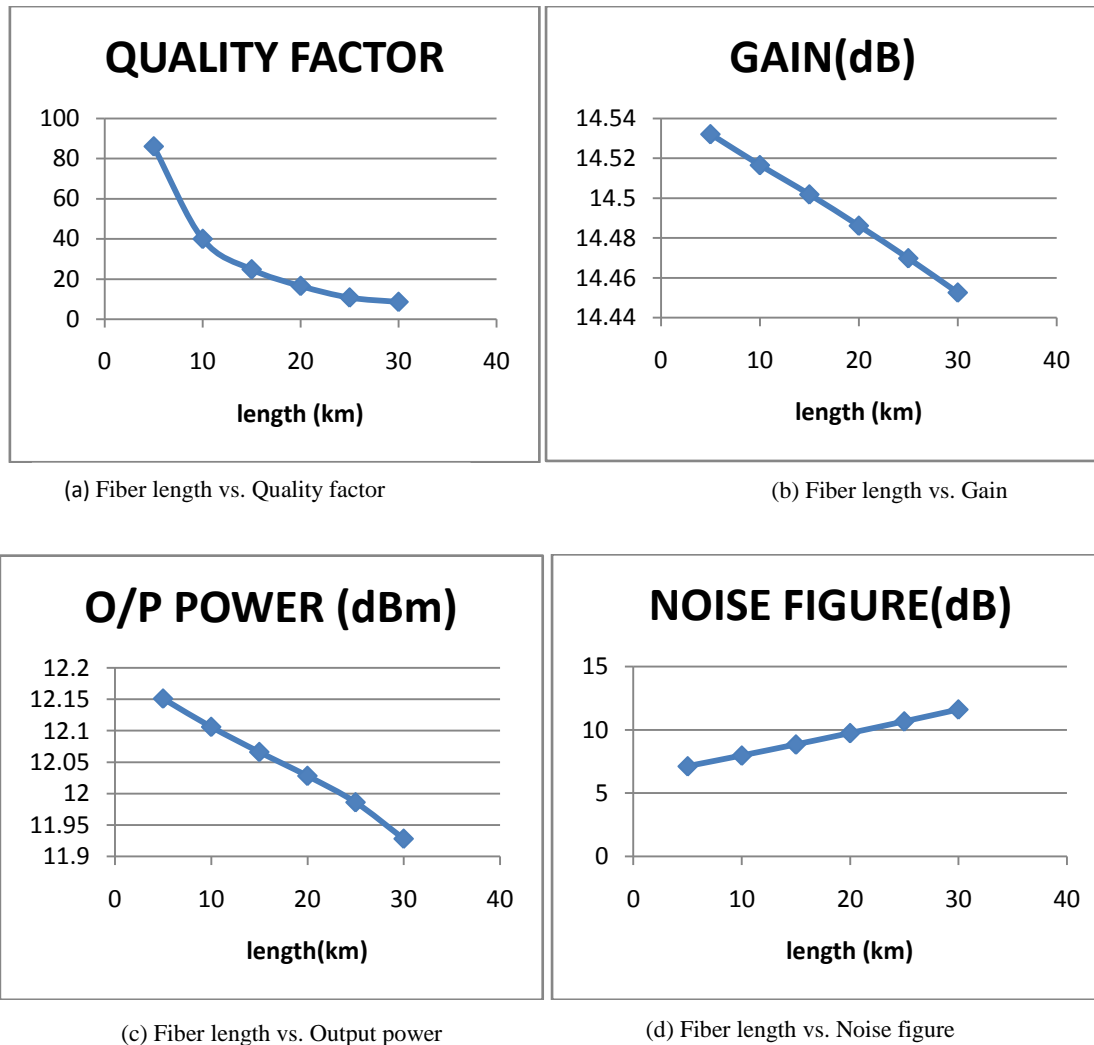 QUALITY FACTOR
100
80
60
40
20
0
0 10 20 30 40
length (km)
(a) Fiber length vs. Quality factor
GAIN(dB)
14.54
14.52
14.5
14.48
14.46
14.44
0 10 20 30 40
length (km)
(b) Fiber length vs. Gain
O/P POWER (dBm)
12.2
12.15
12.1
12.05
12
11.95
11.9
0 10 20 30 40
length(km)
(c) Fiber length vs. Output power
NOISE FIGURE(dB)
15
10
5
0
0 10 20 30 40
length (km)
(d) Fiber length vs. Noise figure